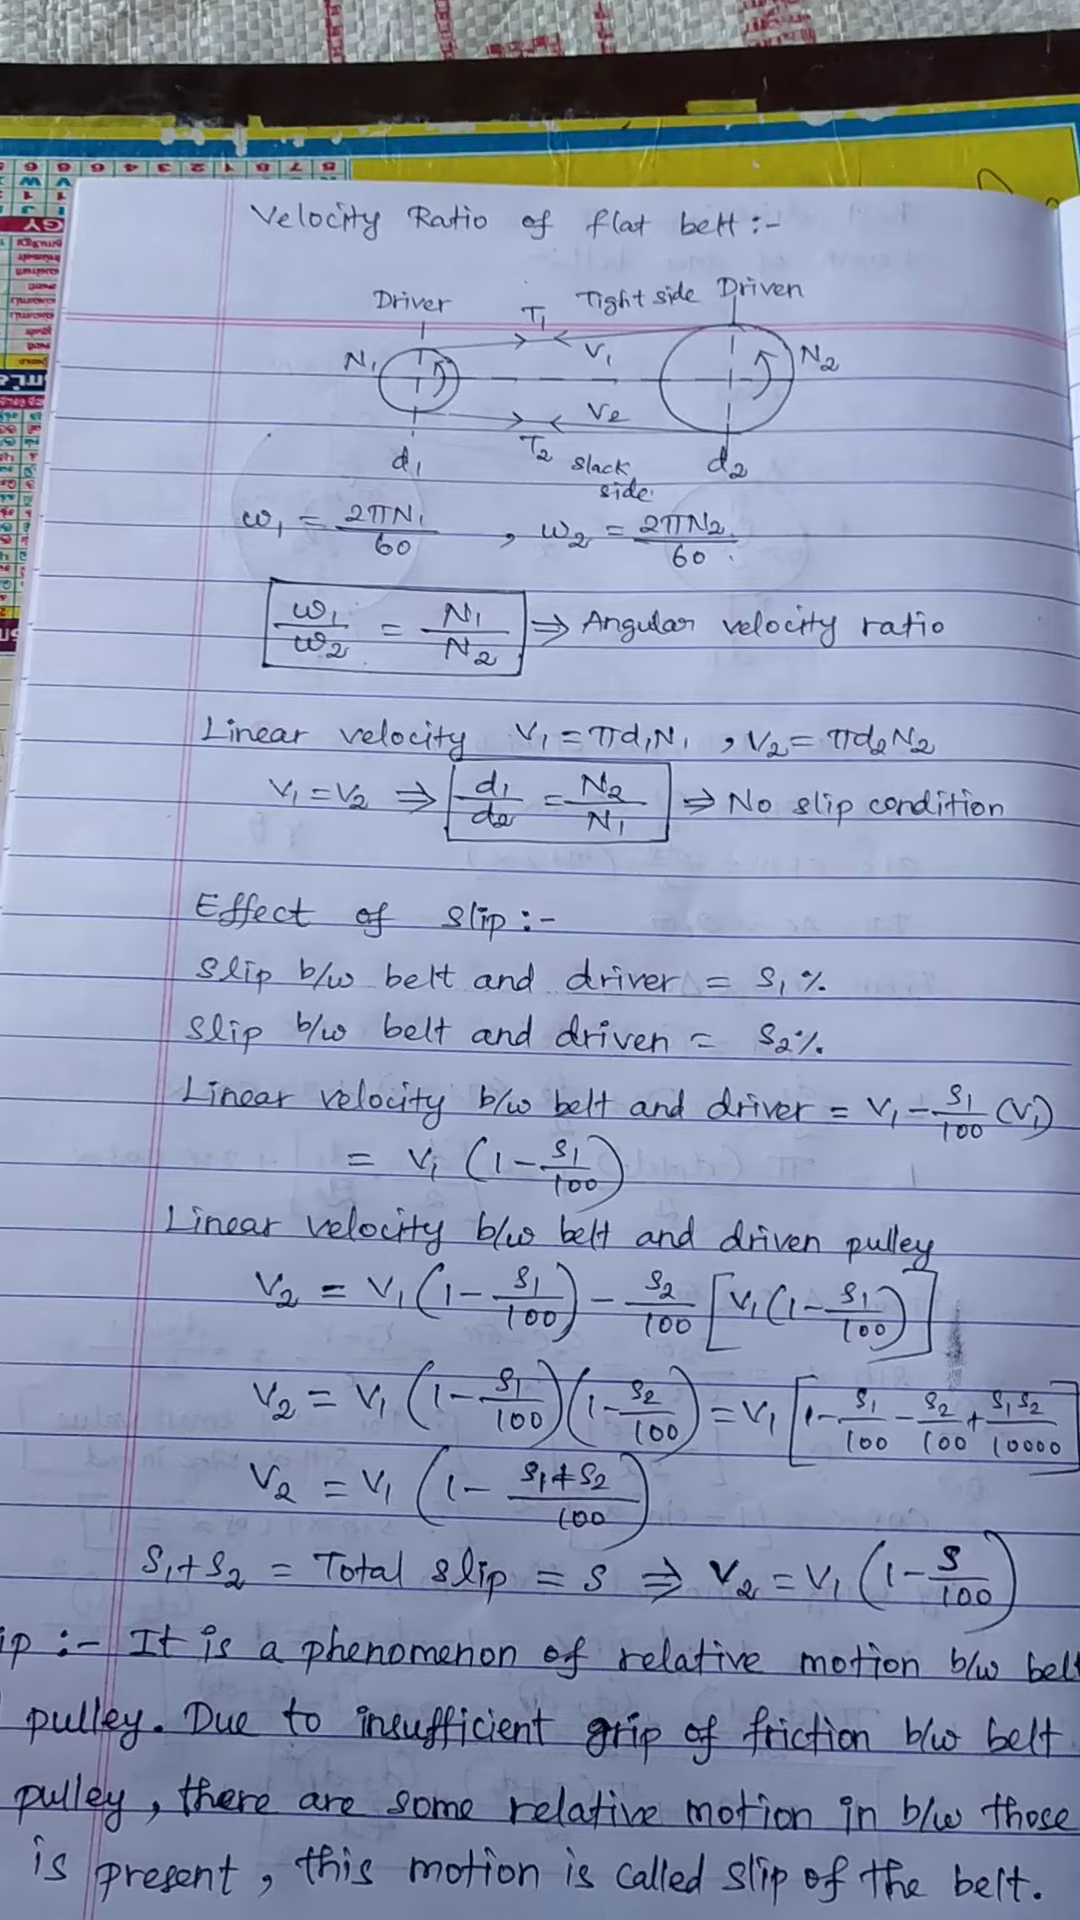 Velocity Ratio of flat belt :-
Driver T₁ Tight side Driven
N₁ V₁ N₂
V₂
d₁ T₂ slack side. d₂
ω₁ = 2πN₁/60 , ω₂ = 2πN₂/60
ω₁/ω₂ = N₁/N₂ ⇒ Angular velocity ratio
Linear velocity V₁ = πd₁N₁ , V₂ = πd₂N₂
V₁ = V₂ ⇒ d₁/d₂ = N₂/N₁ ⇒ No slip condition
Effect of slip :-
Slip b/w belt and driver = S₁ %
Slip b/w belt and driven = S₂ %
Linear velocity b/w belt and driver = V₁ - S₁/100 (V₁)
= V₁ (1 - S₁/100)
Linear velocity b/w belt and driven pulley
V₂ = V₁ (1 - S₁/100) - S₂/100 [V₁ (1 - S₁/100)]
V₂ = V₁ (1 - S₁/100)(1 - S₂/100) = V₁ [1 - S₁/100 - S₂/100 + S₁S₂/10000]
V₂ = V₁ (1 - S₁+S₂/100)
S₁+S₂ = Total slip = S ⇒ V₂ = V₁ (1 - S/100)
ip :- It is a phenomenon of relative motion b/w belt
pulley. Due to insufficient grip of friction b/w belt
pulley, there are some relative motion in b/w those
is present, this motion is called slip of the belt.